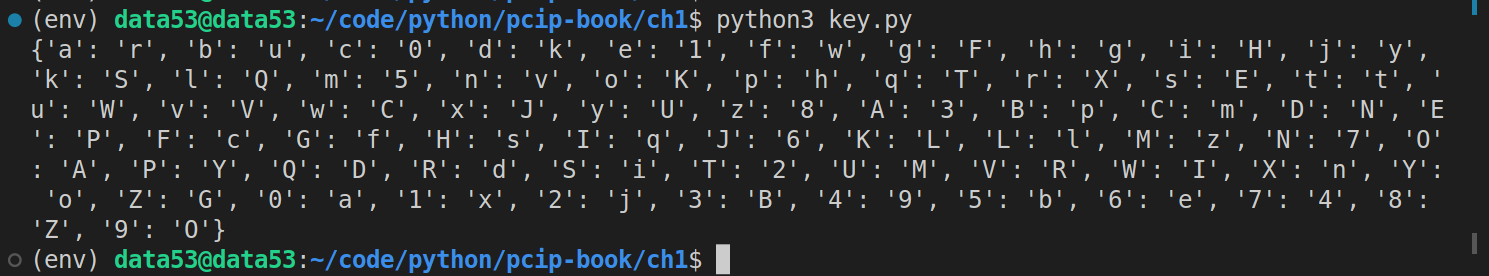 (env) data53@data53:~/code/python/pcip-book/ch1$ python3 key.py
{'a': 'r', 'b': 'u', 'c': '0', 'd': 'k', 'e': '1', 'f': 'w', 'g': 'F', 'h': 'g', 'i': 'H', 'j': 'y',
'k': 'S', 'l': 'Q', 'm': '5', 'n': 'v', 'o': 'K', 'p': 'h', 'q': 'T', 'r': 'X', 's': 'E', 't': 't', '
u': 'W', 'v': 'V', 'w': 'C', 'x': 'J', 'y': 'U', 'z': '8', 'A': '3', 'B': 'p', 'C': 'm', 'D': 'N', 'E
': 'P', 'F': 'c', 'G': 'f', 'H': 's', 'I': 'q', 'J': '6', 'K': 'L', 'L': 'l', 'M': 'z', 'N': '7', 'O'
: 'A', 'P': 'Y', 'Q': 'D', 'R': 'd', 'S': 'i', 'T': '2', 'U': 'M', 'V': 'R', 'W': 'I', 'X': 'n', 'Y':
 'o', 'Z': 'G', '0': 'a', '1': 'x', '2': 'j', '3': 'B', '4': '9', '5': 'b', '6': 'e', '7': '4', '8':
'Z', '9': 'O'}
(env) data53@data53:~/code/python/pcip-book/ch1$